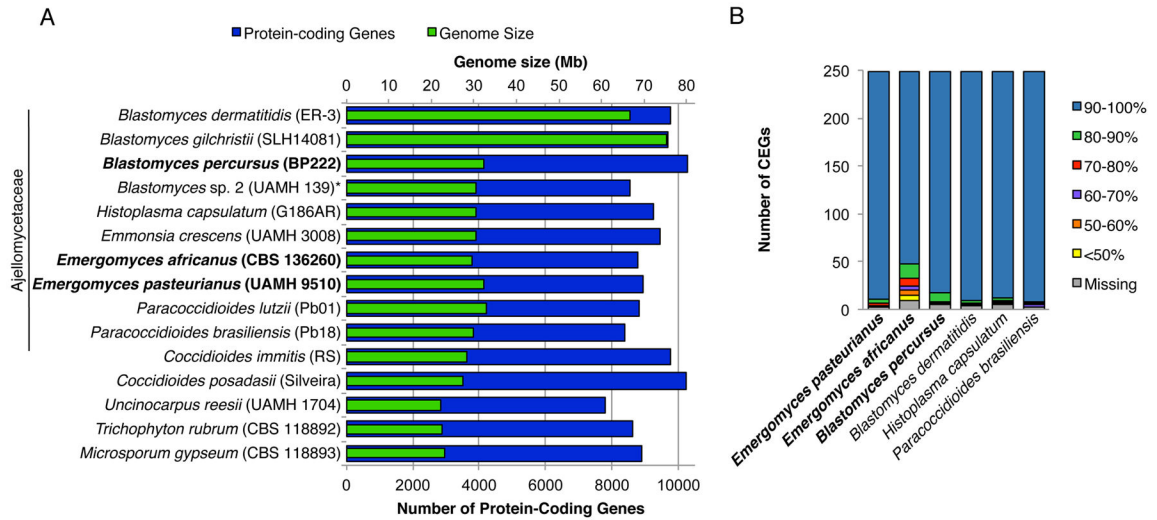 A
Protein-coding Genes
Genome Size
Genome size (Mb)
0 10 20 30 40 50 60 70 80
Ajellomycetaceae
Blastomyces dermatitidis (ER-3)
Blastomyces gilchristii (SLH14081)
Blastomyces percursus (BP222)
Blastomyces sp. 2 (UAMH 139)*
Histoplasma capsulatum (G186AR)
Emmonsia crescens (UAMH 3008)
Emergomyces africanus (CBS 136260)
Emergomyces pasteurianus (UAMH 9510)
Paracoccidioides lutzii (Pb01)
Paracoccidioides brasiliensis (Pb18)
Coccidioides immitis (RS)
Coccidioides posadasii (Silveira)
Uncinocarpus reesii (UAMH 1704)
Trichophyton rubrum (CBS 118892)
Microsporum gypseum (CBS 118893)
0 2000 4000 6000 8000 10000
Number of Protein-Coding Genes
B
Number of CEGs
250
200
150
100
50
0
Emergomyces pasteurianus
Emergomyces africanus
Blastomyces percursus
Blastomyces dermatitidis
Histoplasma capsulatum
Paracoccidioides brasiliensis
90-100%
80-90%
70-80%
60-70%
50-60%
<50%
Missing